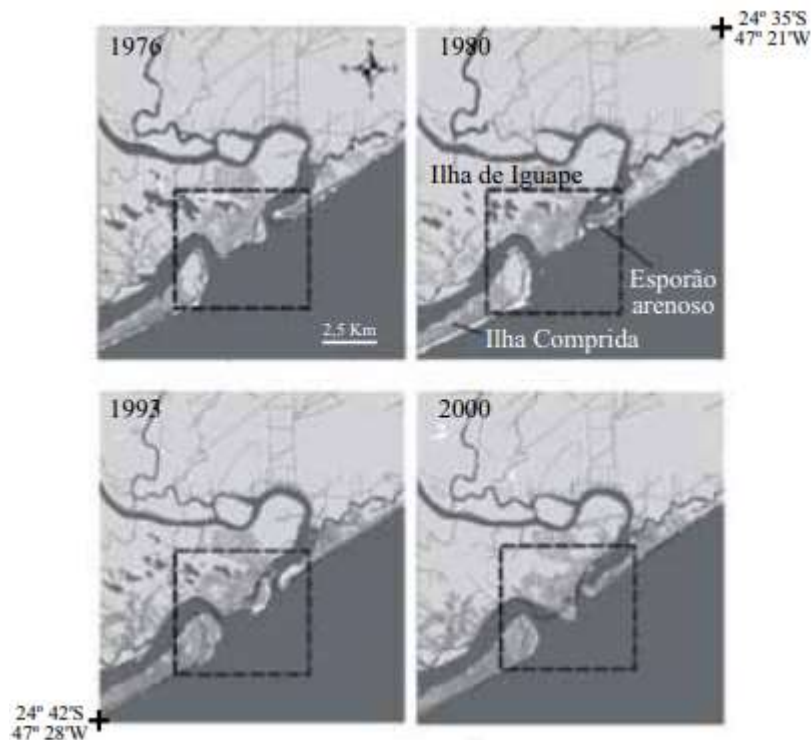 1976
1980
24º 35'S
47º 21'W
Ilha de Iguape
Esporão
arenoso
2,5 Km
Ilha Comprida
1993
2000
24º 42'S
47º 28'W